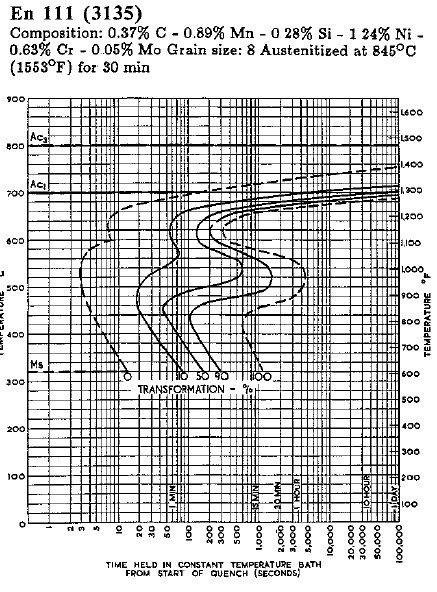 En 111 (3135)
Composition: 0.37% C - 0.89% Mn - 0 28% Si - 1 24% Ni -
0.63% Cr - 0.05% Mo Grain size: 8 Austenitized at 845°C
(1553°F) for 30 min
900
1,600
Ac3
1,500
800
1,400
Ac1
1,300
700
1,200
600
1,100
1,000
500
900
400
800
700
Ms
300
600
0 10 50 90 100
TRANSFORMATION - %
500
200
400
300
100
200
100
0
1 MIN
15 MIN
30 MIN
1 HOUR
10 HOUR
1 DAY
TEMPERATURE °C
TEMPERATURE °F
1 2 3 5 10 20 30 50 100 200 300 500 1,000 2,000 3,000 5,000 10,000 20,000 30,000 50,000 100,000
TIME HELD IN CONSTANT TEMPERATURE BATH
FROM START OF QUENCH (SECONDS)